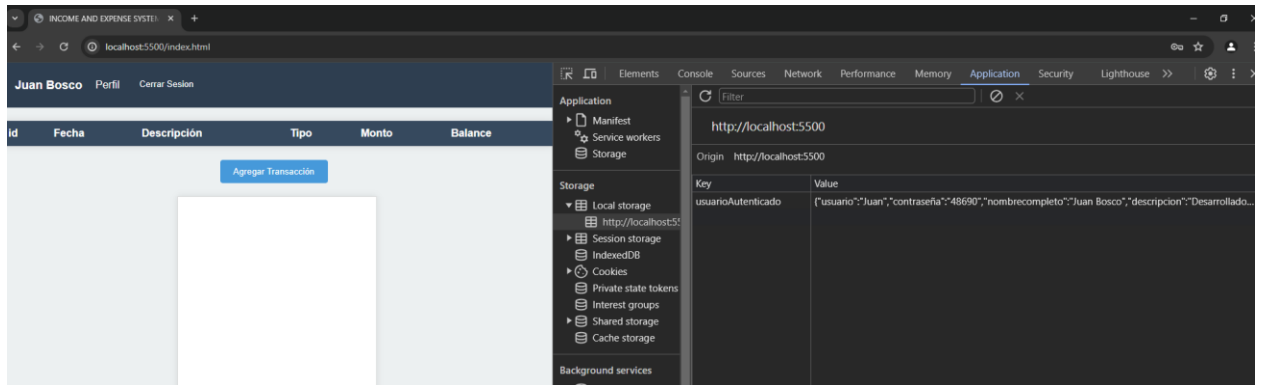 INCOME AND EXPENSE SYSTEM
localhost:5500/index.html
Juan Bosco Perfil Cerrar Sesion
id Fecha Descripción Tipo Monto Balance
Agregar Transacción
Elements Console Sources Network Performance Memory Application Security Lighthouse
Application
Manifest
Service workers
Storage
Storage
Local storage
http://localhost:55
Session storage
IndexedDB
Cookies
Private state tokens
Interest groups
Shared storage
Cache storage
Background services
Filter
http://localhost:5500
Origin http://localhost:5500
Key Value
usuarioAutenticado {"usuario":"Juan","contraseña":"48690","nombrecompleto":"Juan Bosco","descripcion":"Desarrollado...